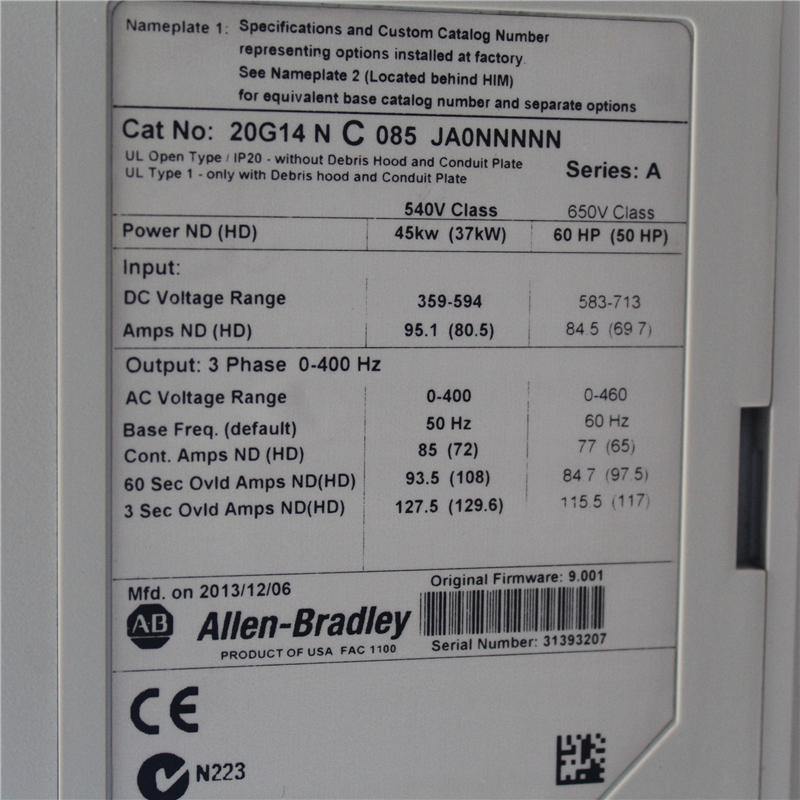 Nameplate 1: Specifications and Custom Catalog Number
representing options installed at factory.
See Nameplate 2 (Located behind HIM)
for equivalent base catalog number and separate options
Cat No: 20G14 N C 085 JA0NNNNN
UL Open Type / IP20 - without Debris Hood and Conduit Plate
UL Type 1 - only with Debris hood and Conduit Plate
Series: A
540V Class 650V Class
Power ND (HD) 45kw (37kW) 60 HP (50 HP)
Input:
DC Voltage Range 359-594 583-713
Amps ND (HD) 95.1 (80.5) 84.5 (69.7)
Output: 3 Phase 0-400 Hz
AC Voltage Range 0-400 0-460
Base Freq. (default) 50 Hz 60 Hz
Cont. Amps ND (HD) 85 (72) 77 (65)
60 Sec Ovld Amps ND(HD) 93.5 (108) 84.7 (97.5)
3 Sec Ovld Amps ND(HD) 127.5 (129.6) 115.5 (117)
Mfd. on 2013/12/06 Original Firmware: 9.001
AB Allen-Bradley
PRODUCT OF USA FAC 1100 Serial Number: 31393207
CE
N223